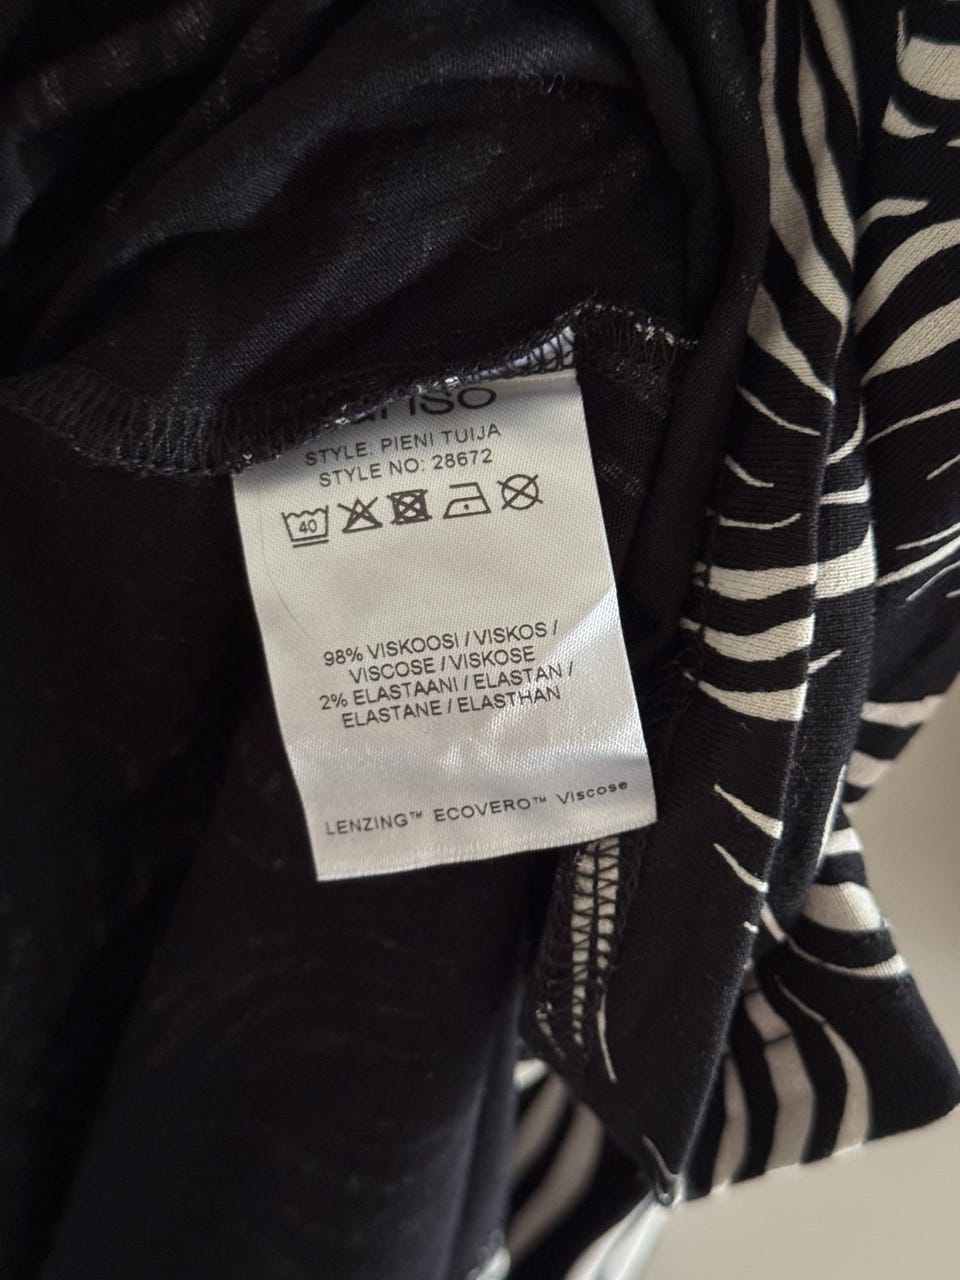 STYLE: PIENI TUIJA
STYLE NO: 28672
40
98% VISKOOSI / VISKOS /
VISCOSE / VISKOSE
2% ELASTAANI / ELASTAN /
ELASTANE / ELASTHAN
LENZING™ ECOVERO™ Viscose